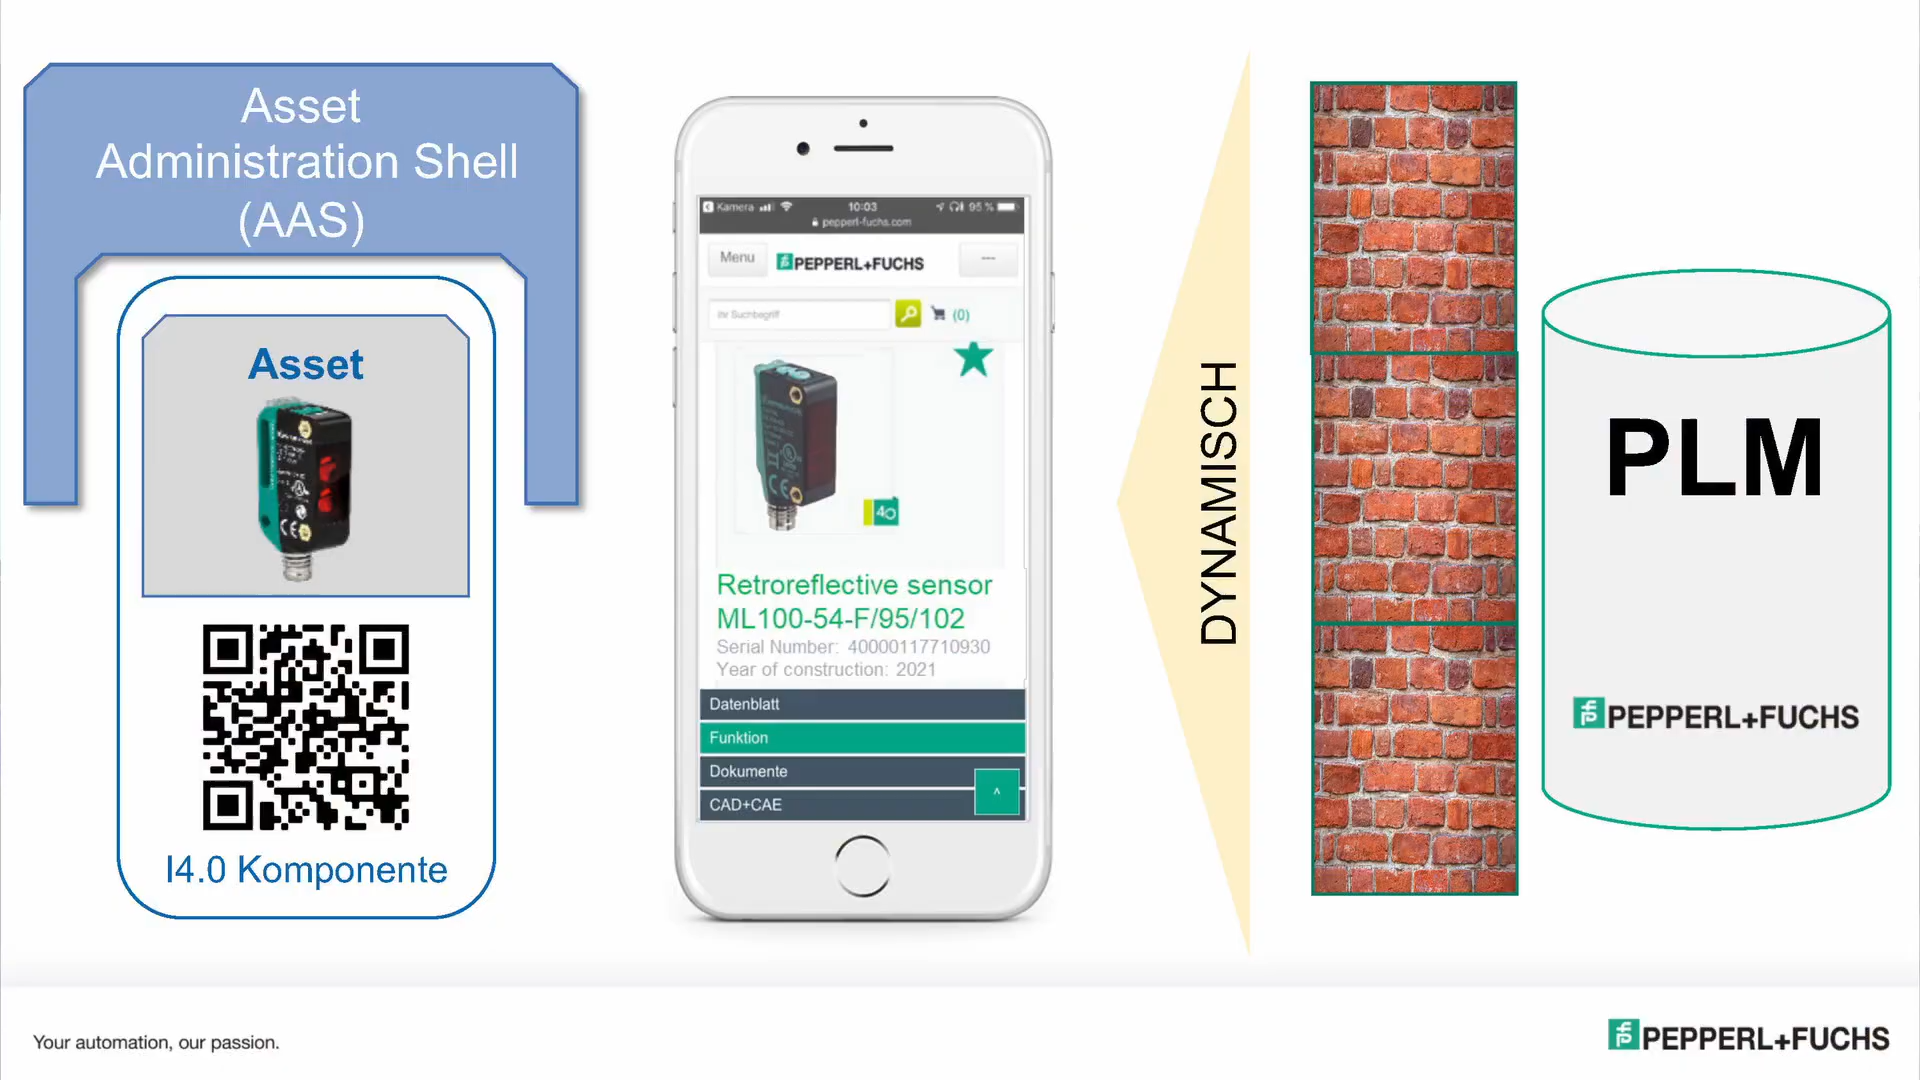 Asset
Administration Shell
(AAS)
Asset
I4.0 Komponente
Kamera
10:03
95 %
pepperl-fuchs.com
Menu
PEPPERL+FUCHS
---
Ihr Suchbegriff
(0)
40
Retroreflective sensor
ML100-54-F/95/102
Serial Number: 40000117710930
Year of construction: 2021
Datenblatt
Funktion
Dokumente
CAD+CAE
^
DYNAMISCH
PLM
PEPPERL+FUCHS
Your automation, our passion.
PEPPERL+FUCHS